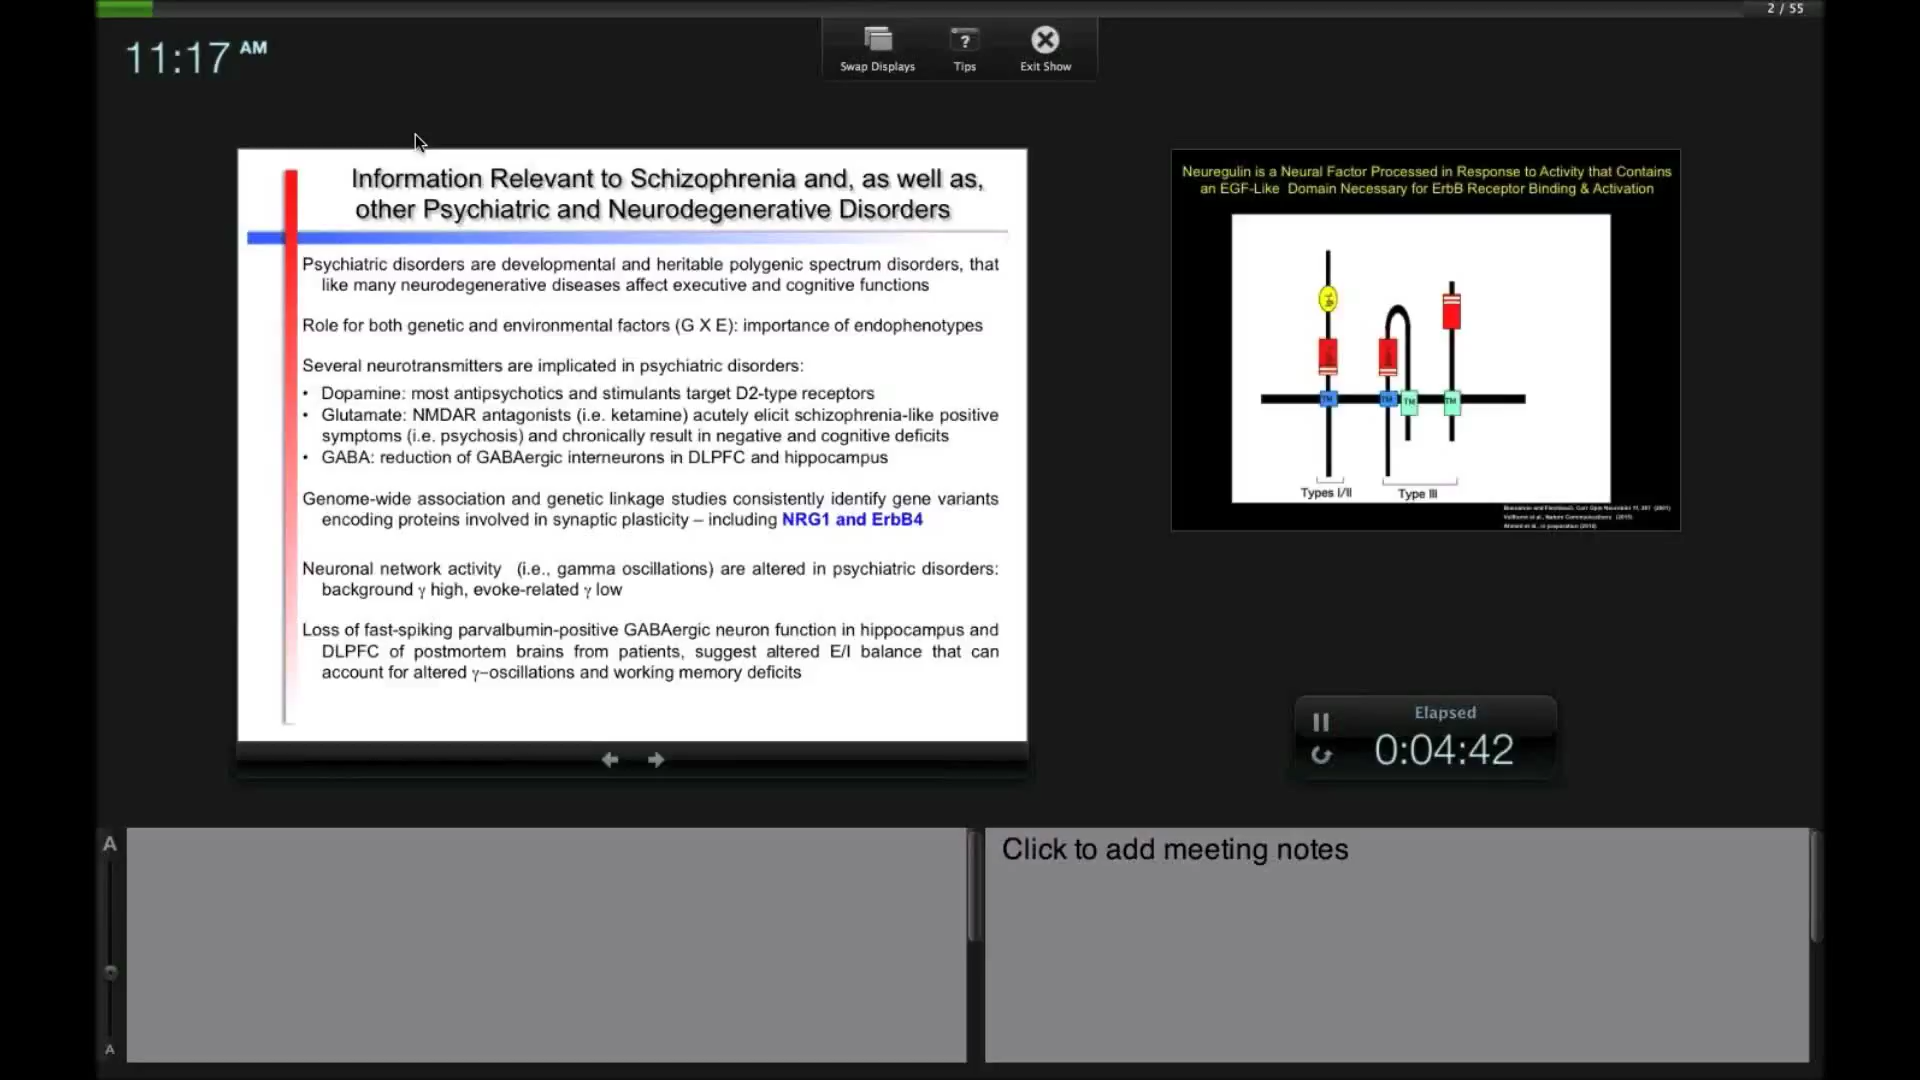 2 / 55
11:17 AM
Swap Displays
Tips
Exit Show
Information Relevant to Schizophrenia and, as well as,
other Psychiatric and Neurodegenerative Disorders
Psychiatric disorders are developmental and heritable polygenic spectrum disorders, that
like many neurodegenerative diseases affect executive and cognitive functions
Role for both genetic and environmental factors (G X E): importance of endophenotypes
Several neurotransmitters are implicated in psychiatric disorders:
• Dopamine: most antipsychotics and stimulants target D2-type receptors
• Glutamate: NMDAR antagonists (i.e. ketamine) acutely elicit schizophrenia-like positive
symptoms (i.e. psychosis) and chronically result in negative and cognitive deficits
• GABA: reduction of GABAergic interneurons in DLPFC and hippocampus
Genome-wide association and genetic linkage studies consistently identify gene variants
encoding proteins involved in synaptic plasticity – including NRG1 and ErbB4
Neuronal network activity (i.e., gamma oscillations) are altered in psychiatric disorders:
background γ high, evoke-related γ low
Loss of fast-spiking parvalbumin-positive GABAergic neuron function in hippocampus and
DLPFC of postmortem brains from patients, suggest altered E/I balance that can
account for altered γ–oscillations and working memory deficits
Neuregulin is a Neural Factor Processed in Response to Activity that Contains
an EGF-Like Domain Necessary for ErbB Receptor Binding & Activation
TM
TM
TM
TM
Types I/II
Type III
Elapsed
0:04:42
A
A
Click to add meeting notes